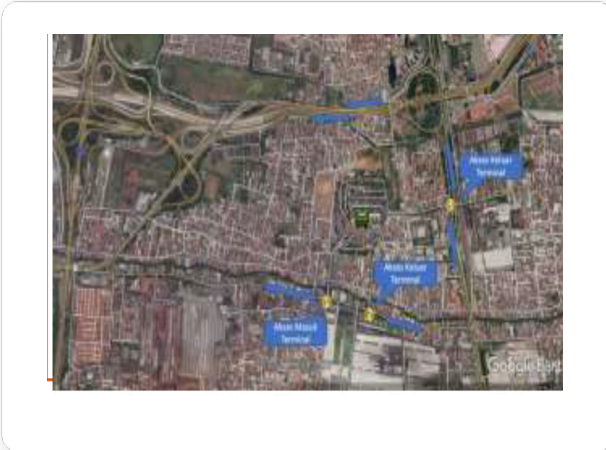 Akses Keluar
Terminal
Akses Keluar
Terminal
Akses Masuk
Terminal
Google Earth